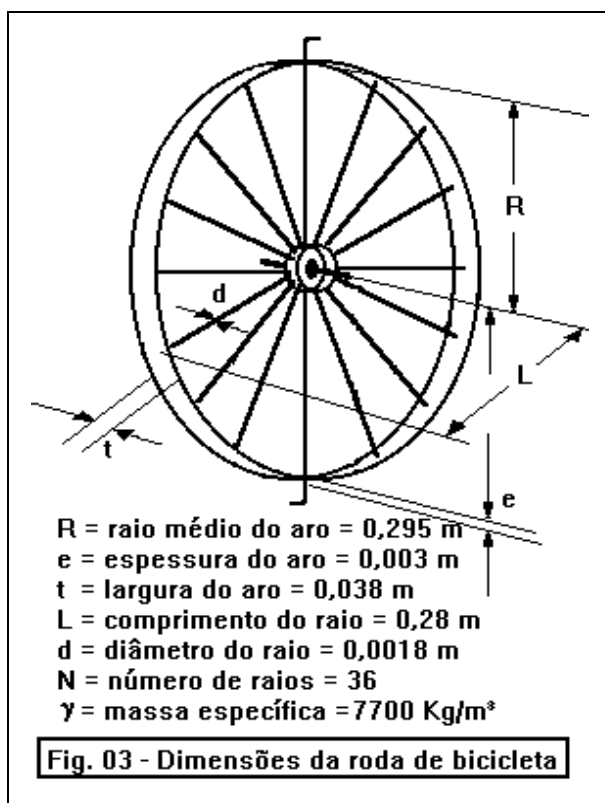 R
d
L
t
e
R = raio médio do aro = 0,295 m
e = espessura do aro = 0,003 m
t = largura do aro = 0,038 m
L = comprimento do raio = 0,28 m
d = diâmetro do raio = 0,0018 m
N = número de raios = 36
γ = massa específica =7700 Kg/m³
Fig. 03 - Dimensões da roda de bicicleta